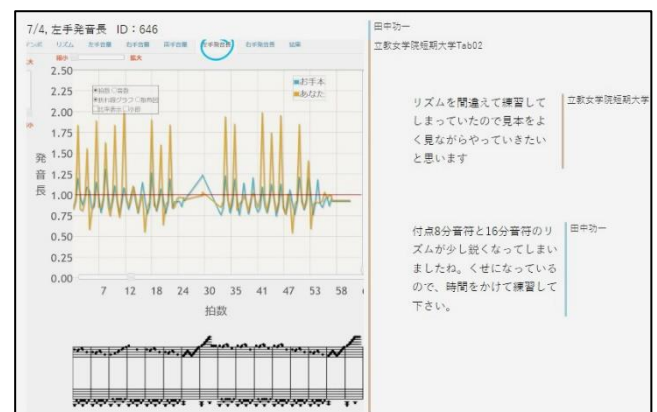 7/4, 左手発音長 ID：646
リズム 左手音量 右手音量 両手音量 左手発音長 右手発音長 結果
縮小 拡大
お手本
あなた
2.50
2.25
2.00
1.75
1.50
1.25
1.00
0.75
0.50
0.25
0.00
発音長
7 12 18 24 30 35 41 47 53 58
拍数
田中功一
立教女学院短期大学Tab02
リズムを間違えて練習して
しまっていたので見本をよ
く見ながらやっていきたい
と思います
立教女学院短期大学
付点8分音符と16分音符のリ
ズムが少し鋭くなってしまい
ましたね。くせになっている
ので、時間をかけて練習して
下さい。
田中功一